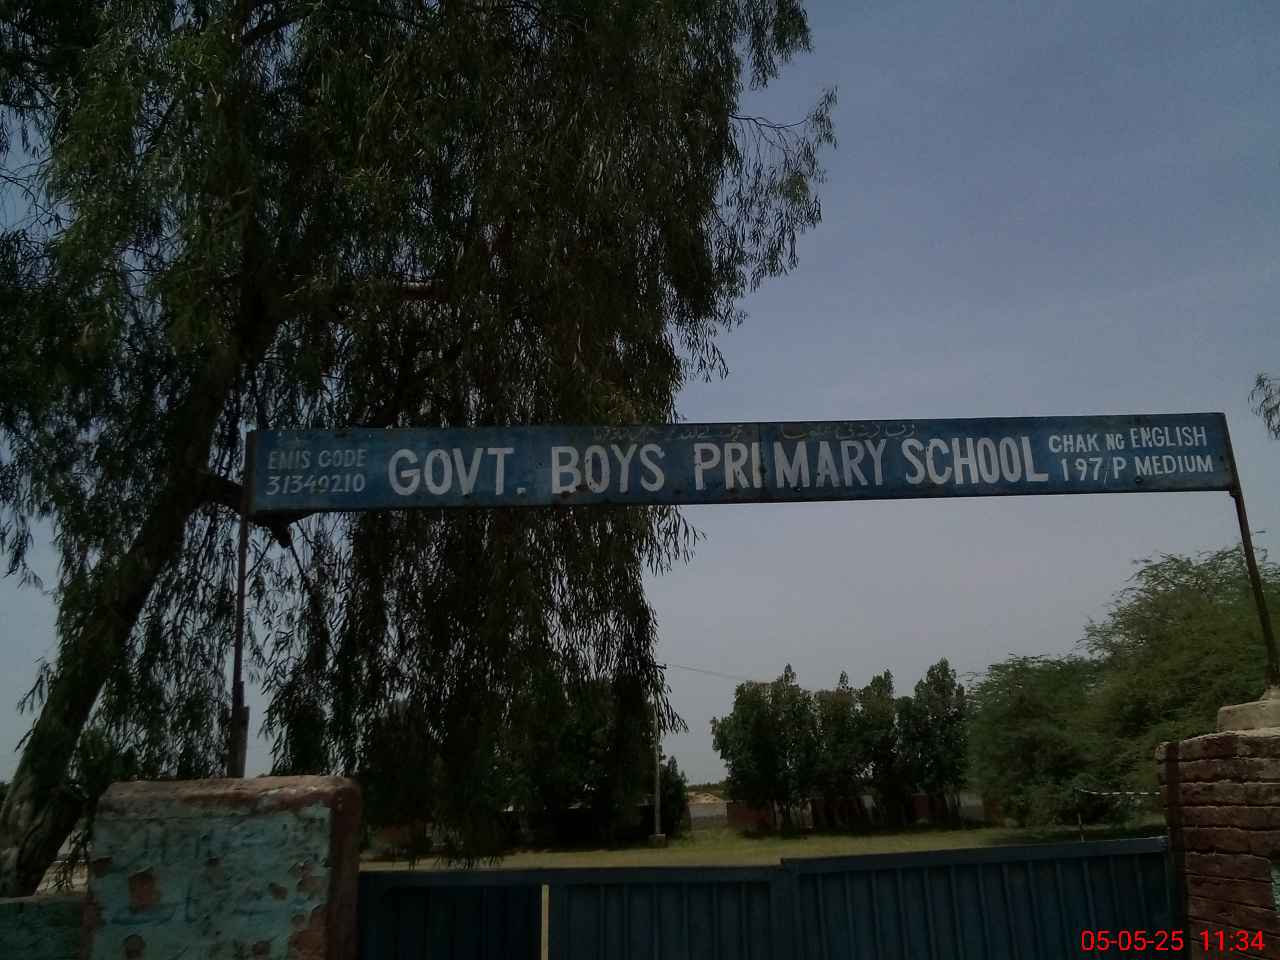 EMIS CODE
31349210
GOVT. BOYS PRIMARY SCHOOL
CHAK NO ENGLISH
197/P MEDIUM
05-05-25 11:34